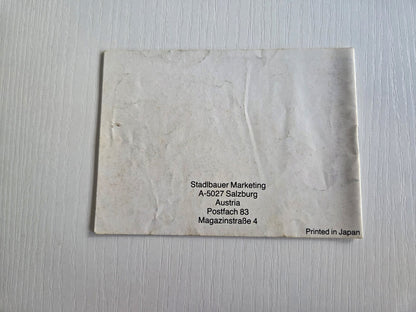 Stadlbauer Marketing
A-5027 Salzburg
Austria
Postfach 83
Magazinstraße 4
Printed in Japan